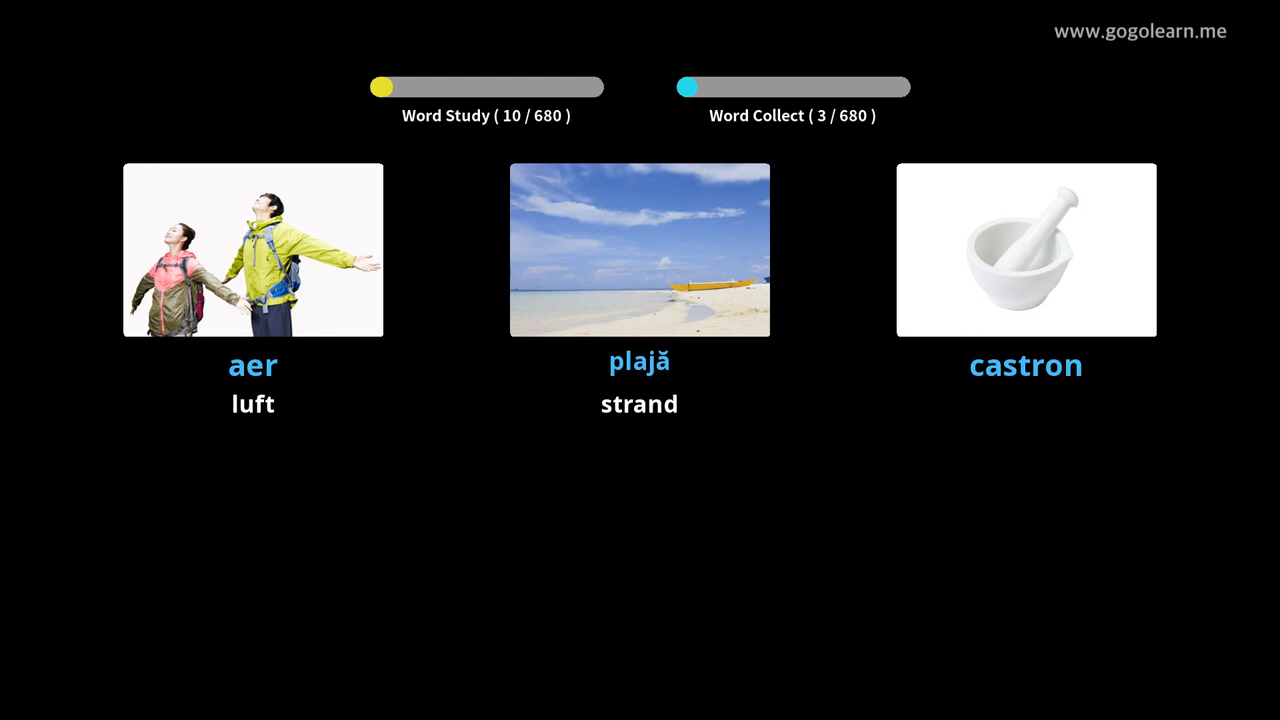 www.gogolearn.me
Word Study ( 10 / 680 )
Word Collect ( 3 / 680 )
aer
plajă
castron
luft
strand